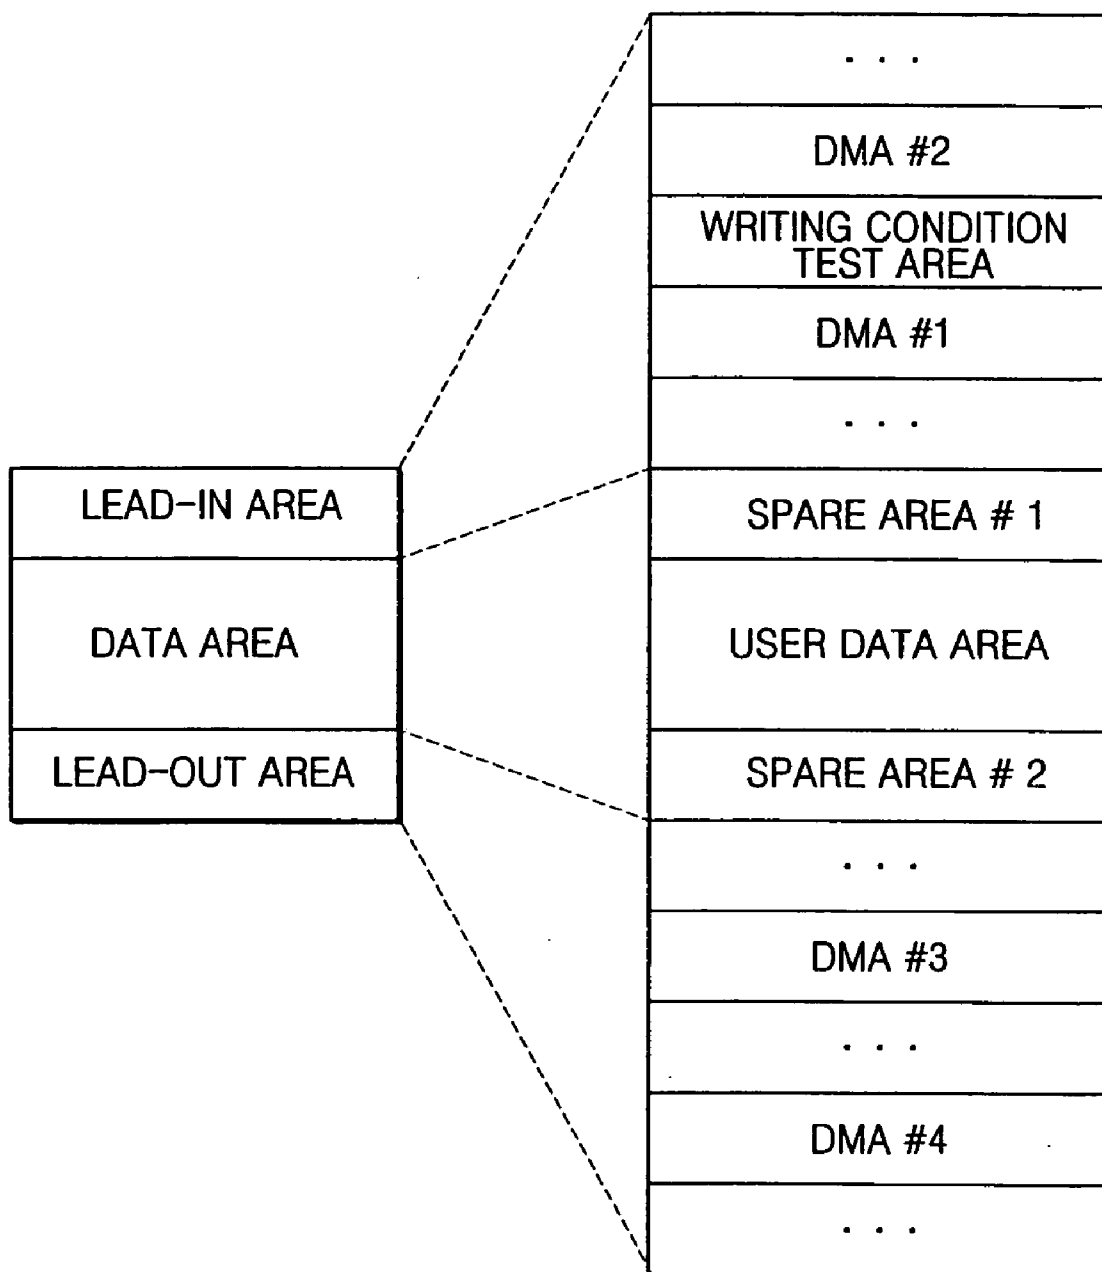 . . .
DMA #2
WRITING CONDITION
TEST AREA
DMA #1
. . .
LEAD-IN AREA
DATA AREA
LEAD-OUT AREA
SPARE AREA # 1
USER DATA AREA
SPARE AREA # 2
. . .
DMA #3
. . .
DMA #4
. . .